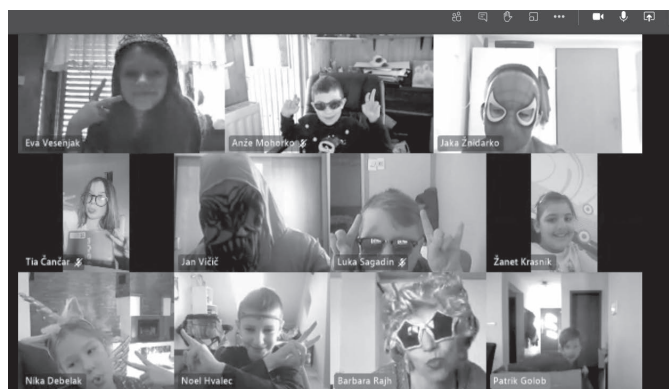 Eva Vesenjak
Anže Mohorko
Jaka Žnidarko
Tia Čančar
Jan Vičič
Luka Sagadin
Žanet Krasnik
Nika Debelak
Noel Hvalec
Barbara Rajh
Patrik Golob